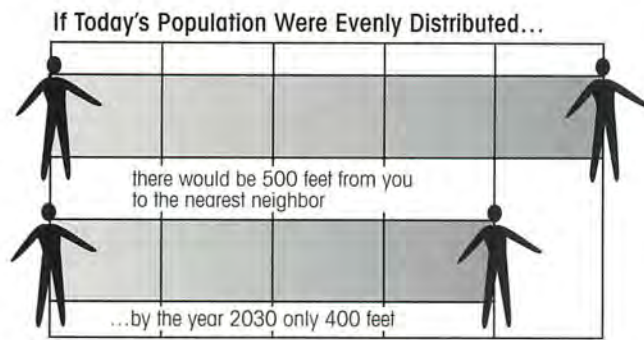 If Today's Population Were Evenly Distributed...
there would be 500 feet from you
to the nearest neighbor
...by the year 2030 only 400 feet